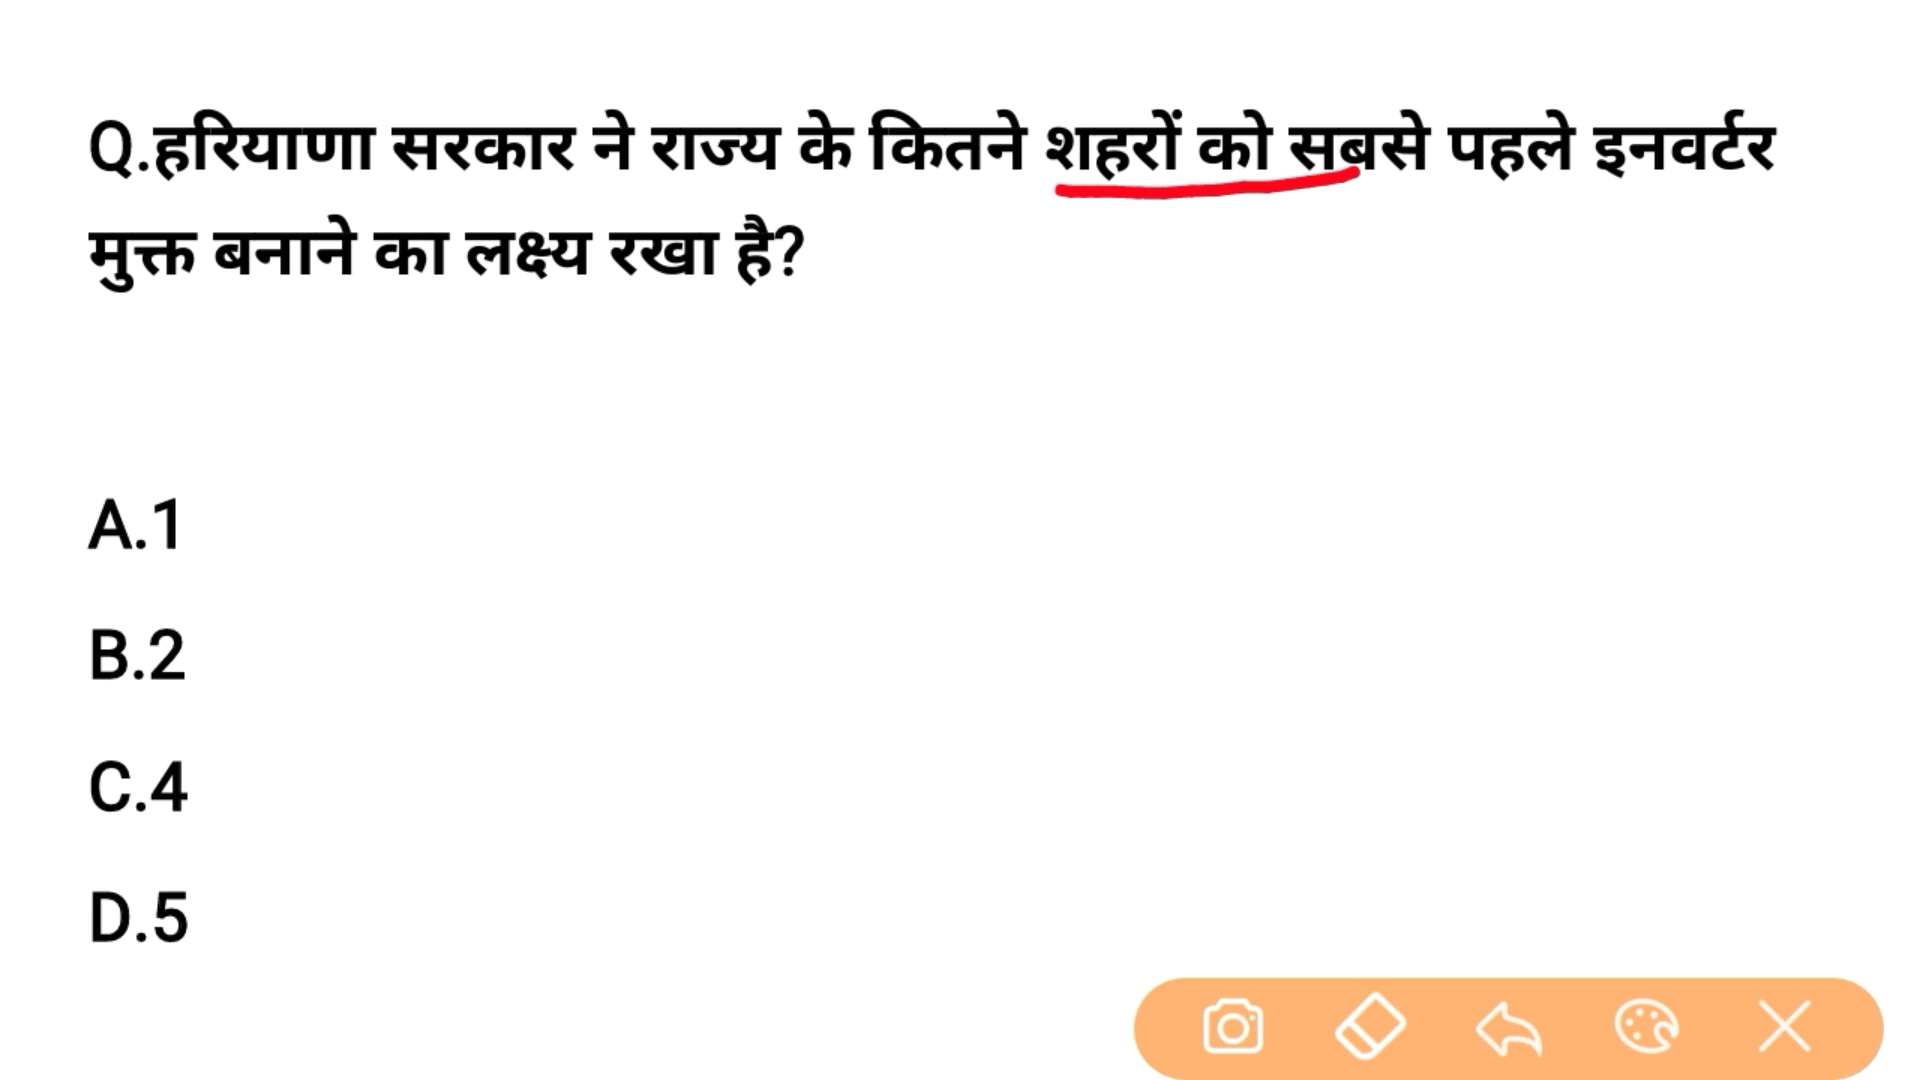 Q.हरियाणा सरकार ने राज्य के कितने शहरों को सबसे पहले इनवर्टर
मुक्त बनाने का लक्ष्य रखा है?
A.1
B.2
C.4
D.5